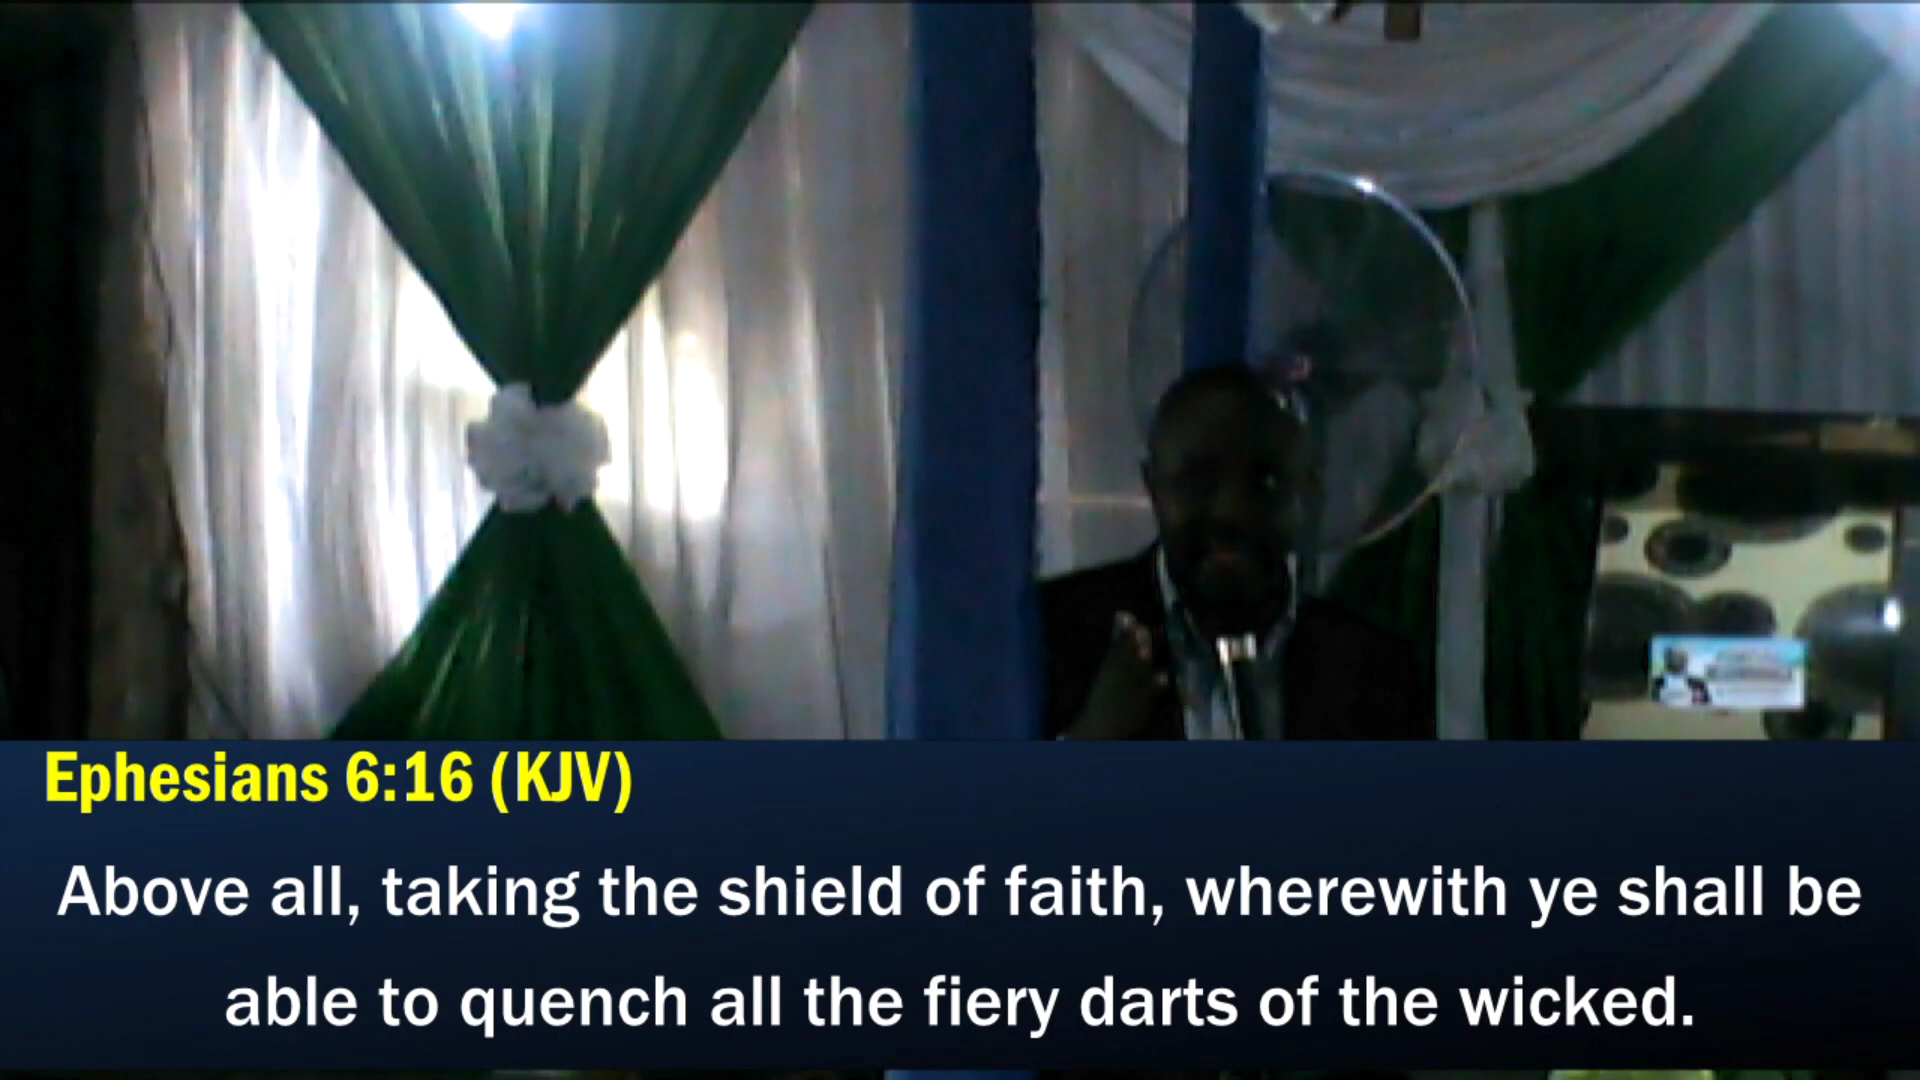 Ephesians 6:16 (KJV)
Above all, taking the shield of faith, wherewith ye shall be
able to quench all the fiery darts of the wicked.